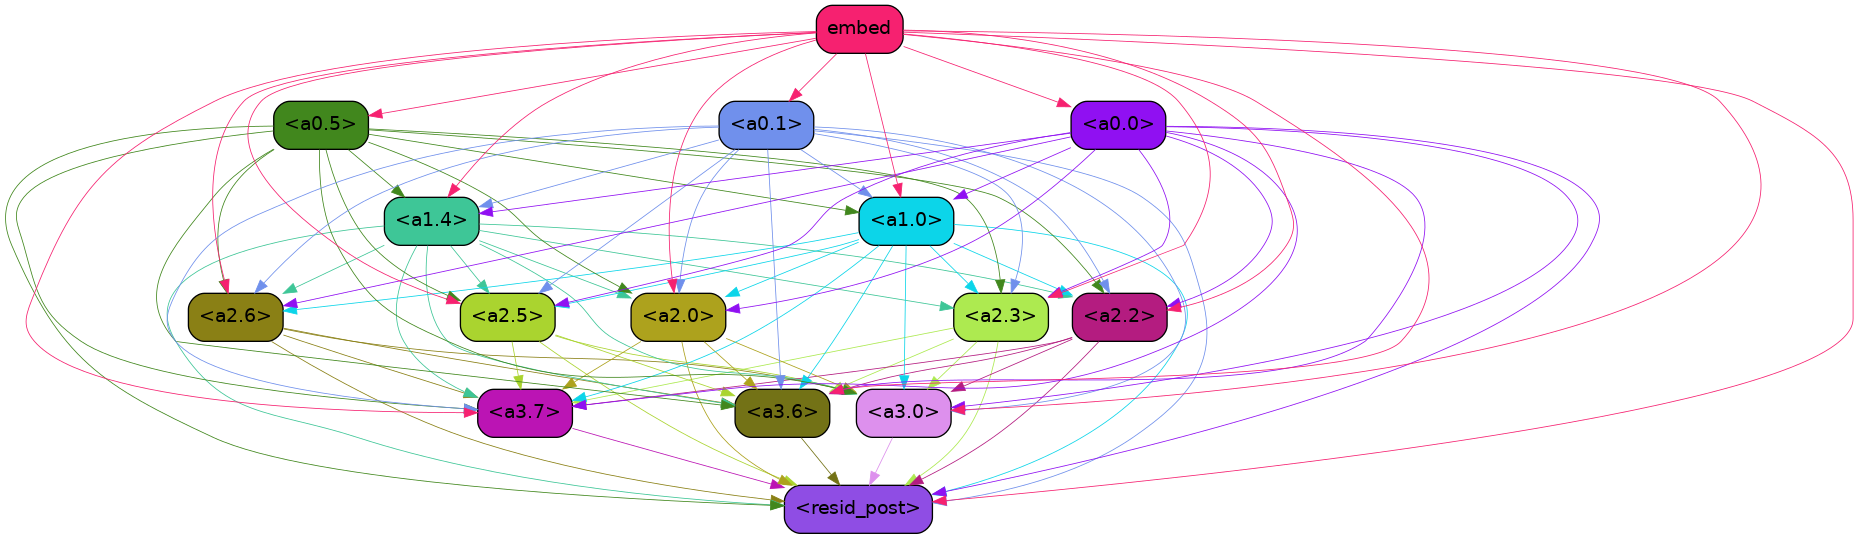 embed
<a0.5>
<a0.1>
<a0.0>
<a1.4>
<a1.0>
<a2.6>
<a2.5>
<a2.0>
<a2.3>
<a2.2>
<a3.7>
<a3.6>
<a3.0>
<resid_post>